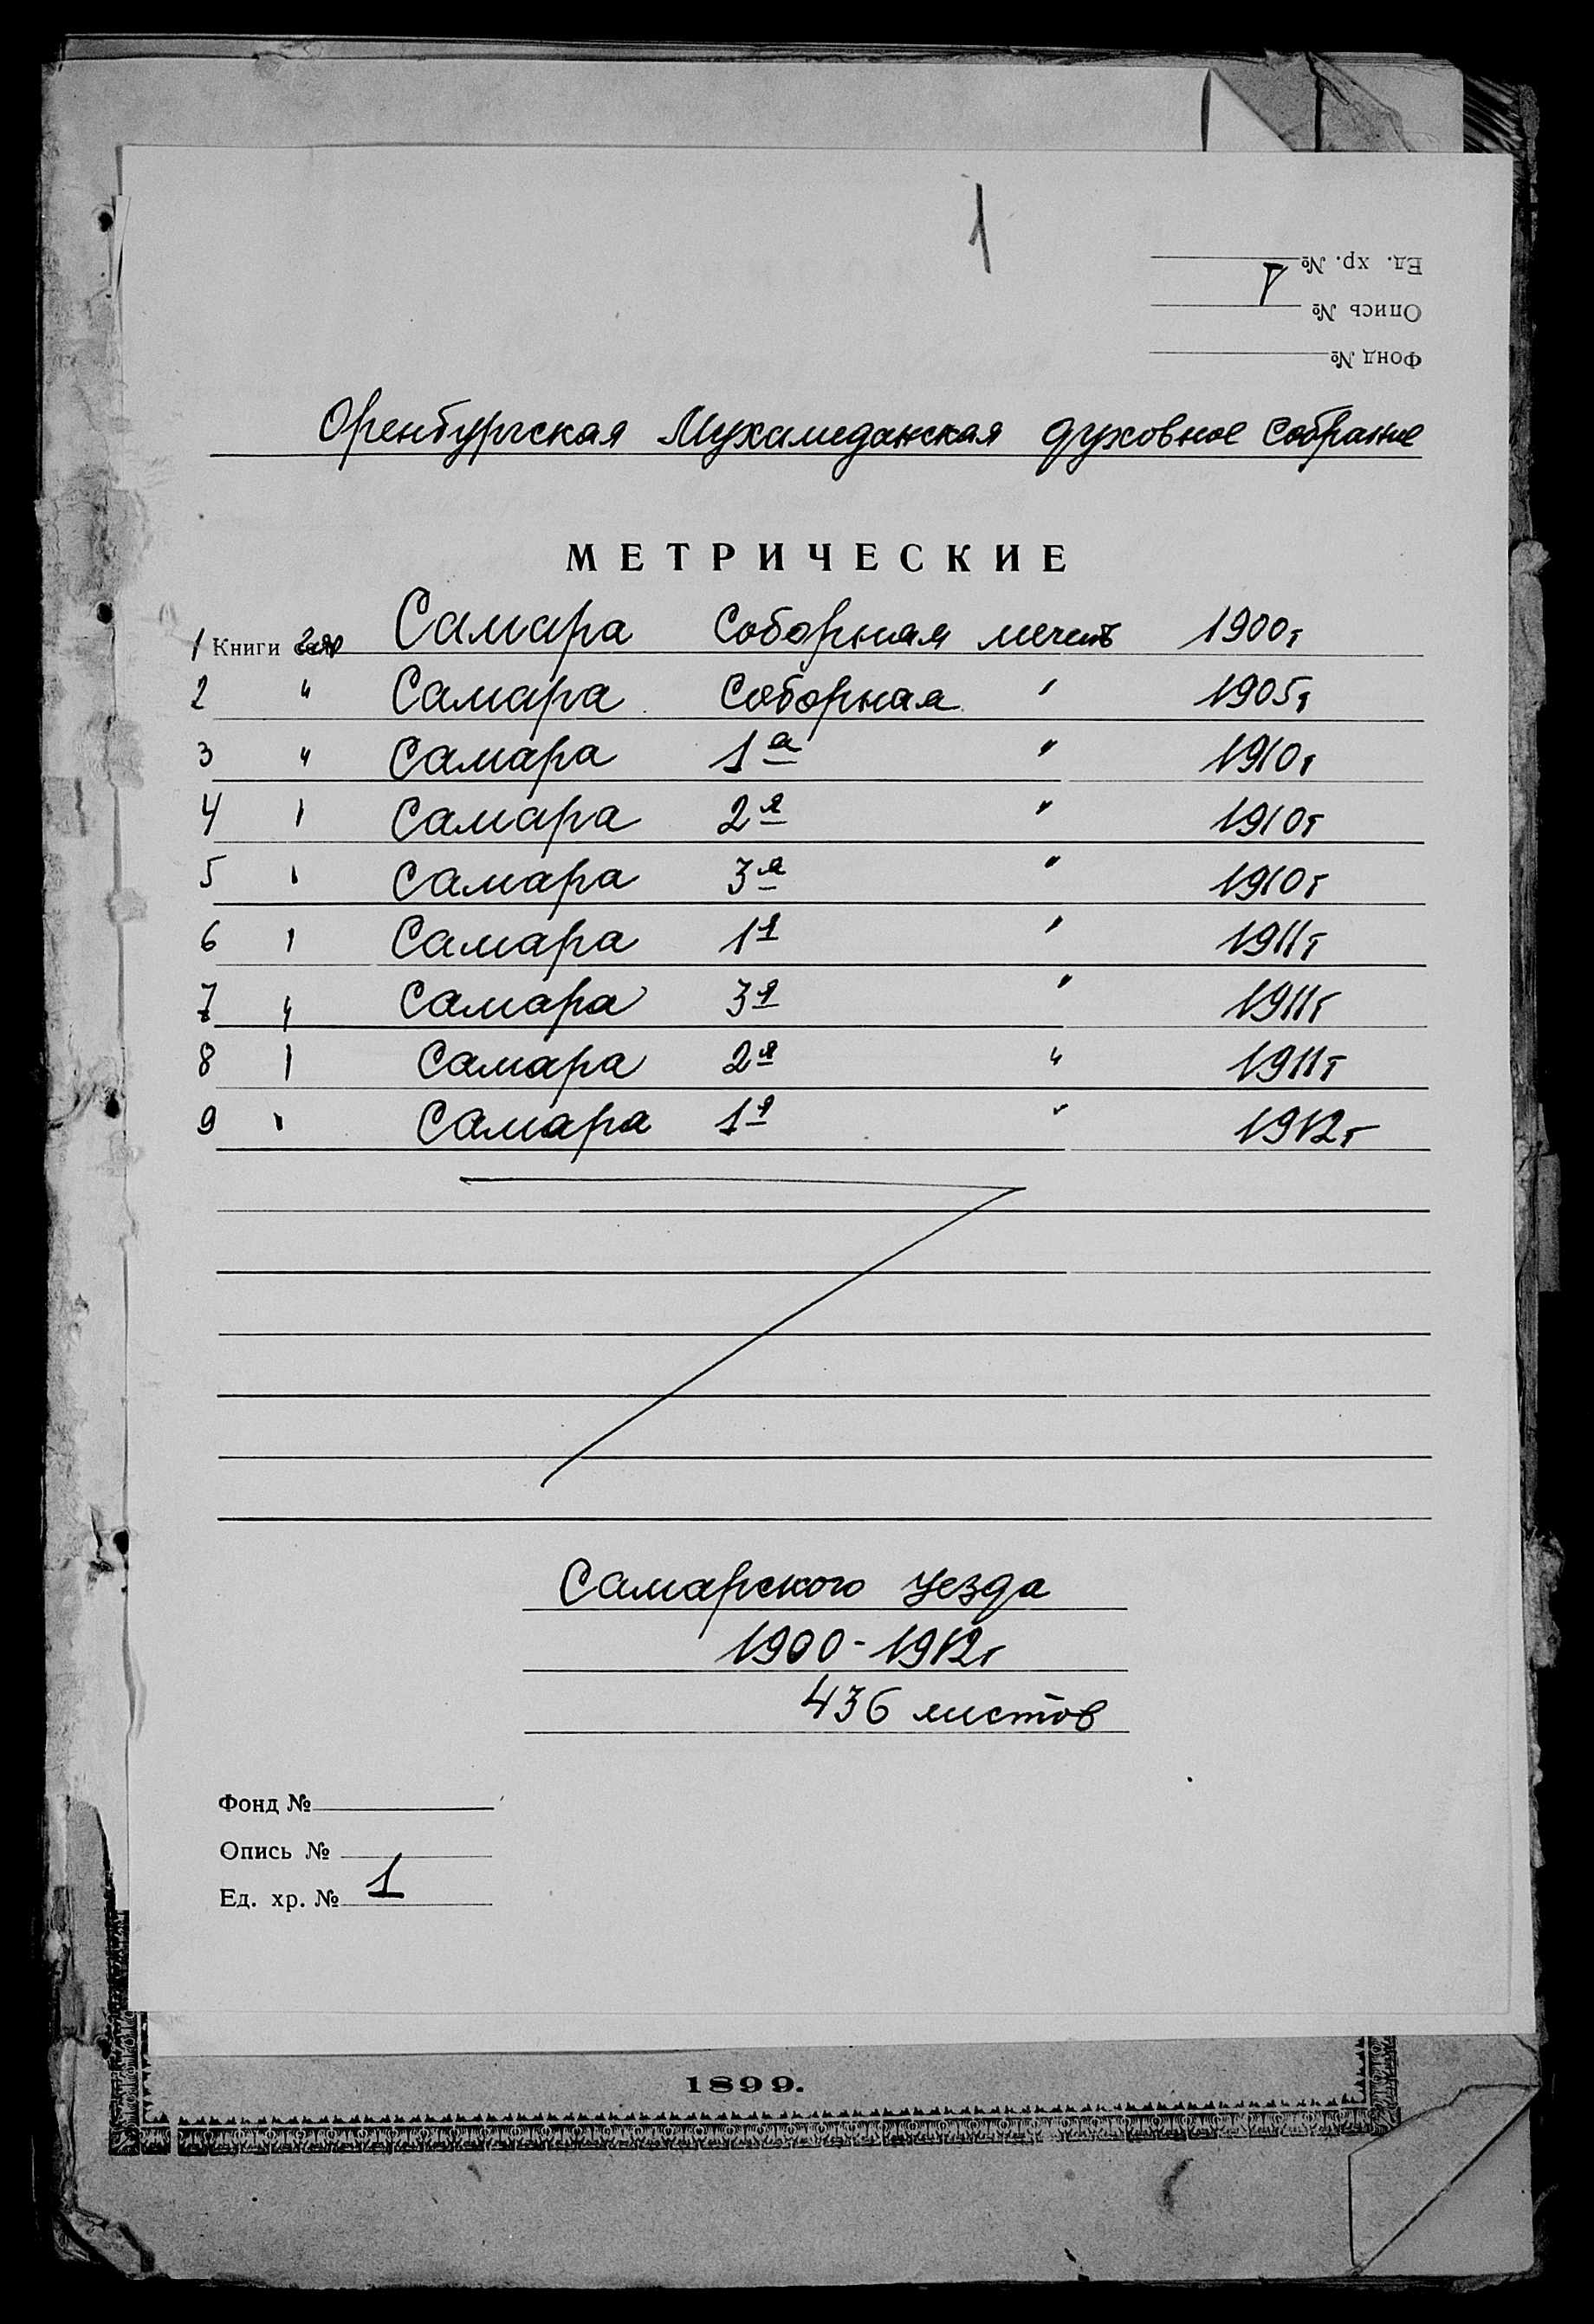 1
Ед. хр. №
1
Опись №
Фонд №
Оренбургская Мухамеданская духовное собрание
МЕТРИЧЕСКИЕ
1 Книги Самара Соборная мечеть 1900г
2 " Самара Соборная " 1905г
3 " Самара 1а " 1910г
4 " Самара 2я " 1910г
5 " Самара 3я " 1910г
6 " Самара 1я " 1911г
7 " Самара 3я " 1911г
8 " Самара 2я " 1911г
9 " Самара 1я " 1912г
Самарского уезда
1900-1912г
436 листов
Фонд №
Опись №
Ед. хр. № 1
1899.